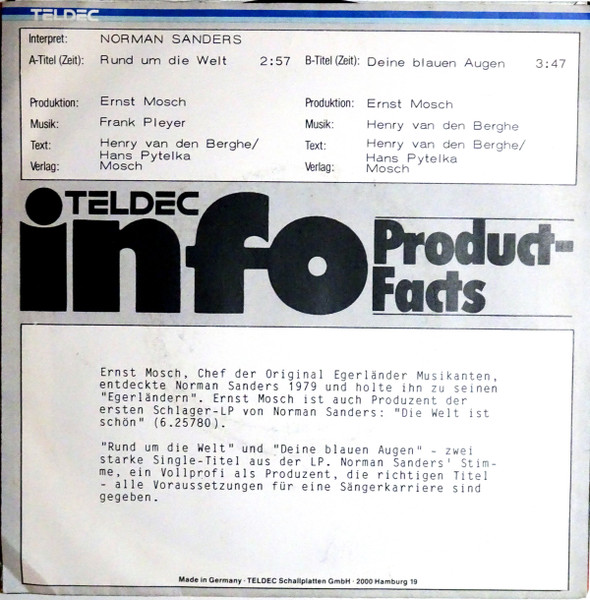 TELDEC
Interpret: NORMAN SANDERS
A-Titel (Zeit): Rund um die Welt 2:57 B-Titel (Zeit): Deine blauen Augen 3:47
Produktion: Ernst Mosch Produktion: Ernst Mosch
Musik: Frank Pleyer Musik: Henry van den Berghe
Text: Henry van den Berghe/ Text: Henry van den Berghe/
Hans Pytelka Hans Pytelka
Verlag: Mosch Verlag: Mosch
TELDEC
info Product-
Facts
Ernst Mosch, Chef der Original Egerländer Musikanten,
entdeckte Norman Sanders 1979 und holte ihn zu seinen
"Egerländern". Ernst Mosch ist auch Produzent der
ersten Schlager-LP von Norman Sanders: "Die Welt ist
schön" (6.25780).
"Rund um die Welt" und "Deine blauen Augen" - zwei
starke Single-Titel aus der LP. Norman Sanders' Stim-
me, ein Vollprofi als Produzent, die richtigen Titel
- alle Voraussetzungen für eine Sängerkarriere sind
gegeben.
Made in Germany · TELDEC Schallplatten GmbH · 2000 Hamburg 19